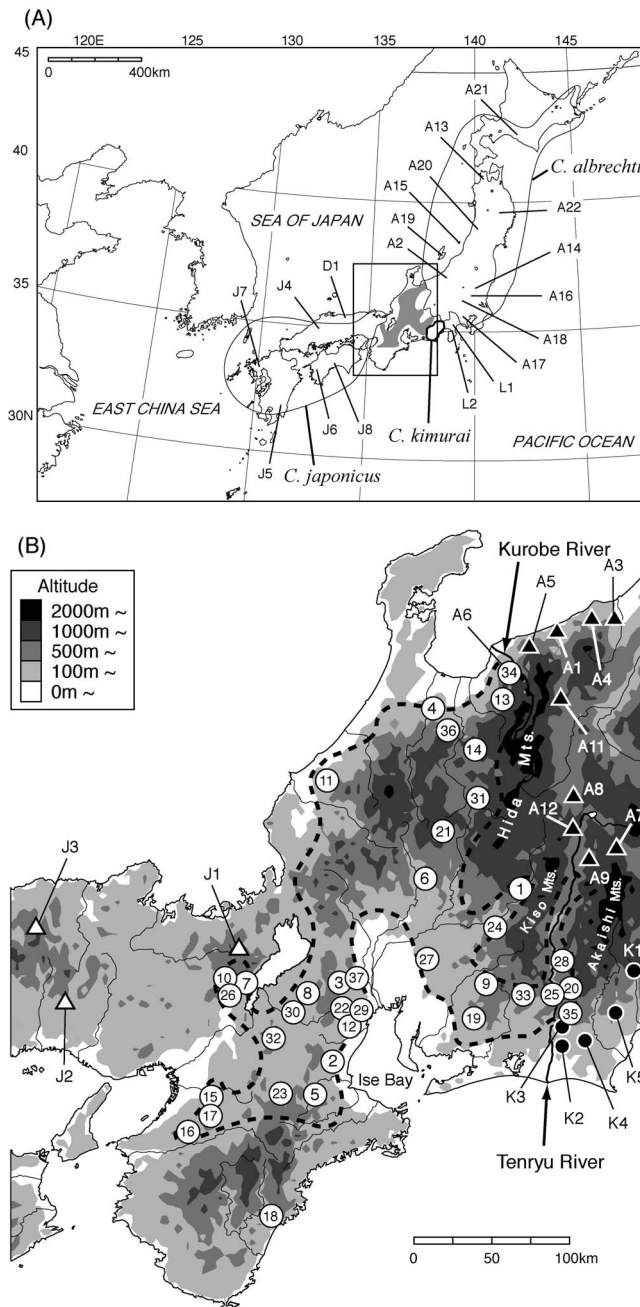 (A)
120E 125 130 135 140 145
45
0 400km
A21
A13
40
A20
C. albrechti
A15
SEA OF JAPAN
A19
A22
A2
D1
A14
35
J4
J7
A16
A18
A17
L1
EAST CHINA SEA
J6 J8
L2
30N
C. kimurai
PACIFIC OCEAN
J5
C. japonicus
(B)
Kurobe River
Altitude
2000m ~
1000m ~
500m ~
100m ~
0m ~
A3
A5
A6
A1
A4
34
13
4
36
A11
14
Hida Mts.
11
31
A8
A12
21
A7
J3
A9
6
1
Kiso Mts.
Akaishi Mts.
J1
24
K1
27
28
10 7
3 37
9
20
26
8
33 25
22 29
30
19
35
12
J2
32
K5
2
Ise Bay
K3
15
23 5
K2
K4
17
16
Tenryu River
18
0 50 100km